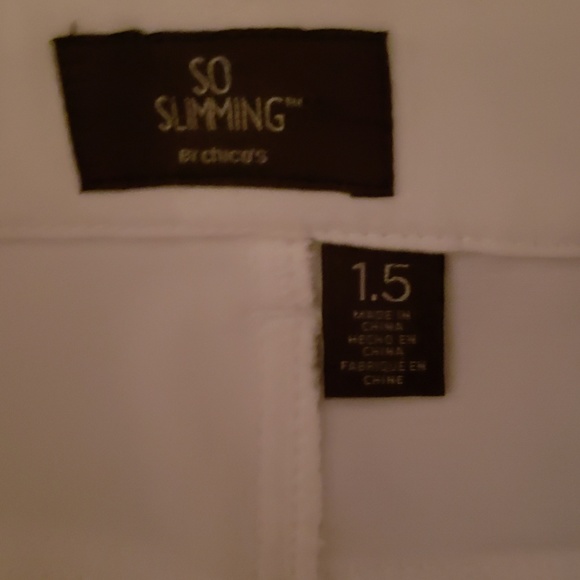 SO
SLIMMING™
BY chico's
1.5
MADE IN
CHINA
HECHO EN
CHINA
FABRIQUE EN
CHINE